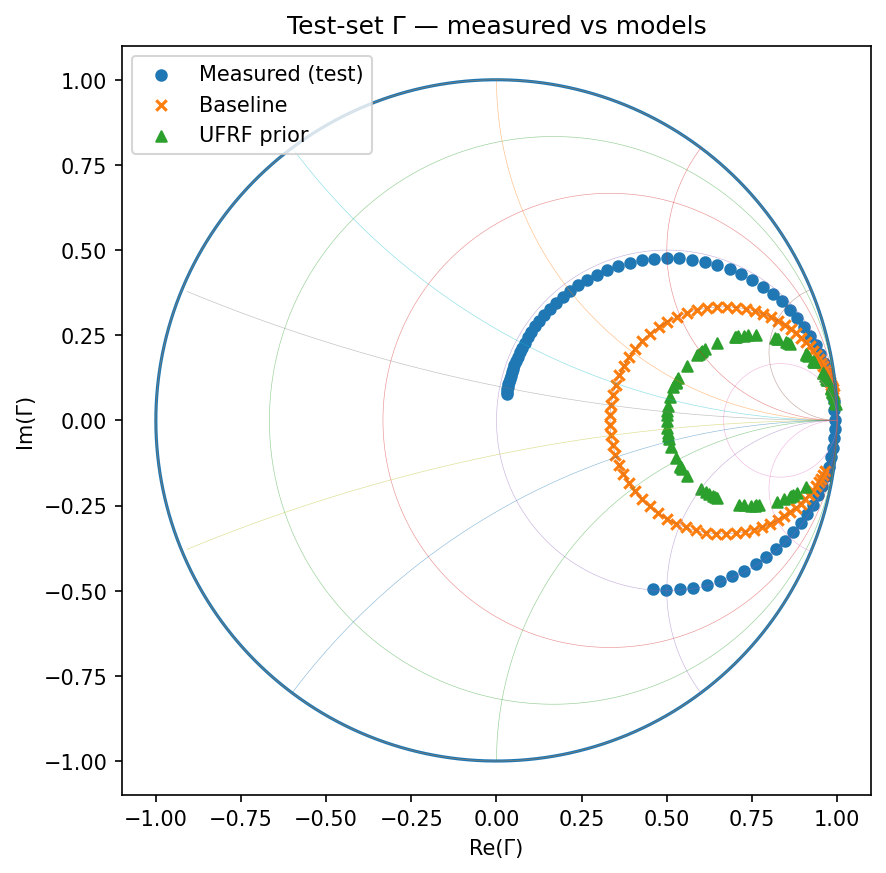 Test-set Γ — measured vs models
Measured (test)
Baseline
UFRF prior
1.00
0.75
0.50
0.25
0.00
−0.25
−0.50
−0.75
−1.00
Im(Γ)
−1.00 −0.75 −0.50 −0.25 0.00 0.25 0.50 0.75 1.00
Re(Γ)